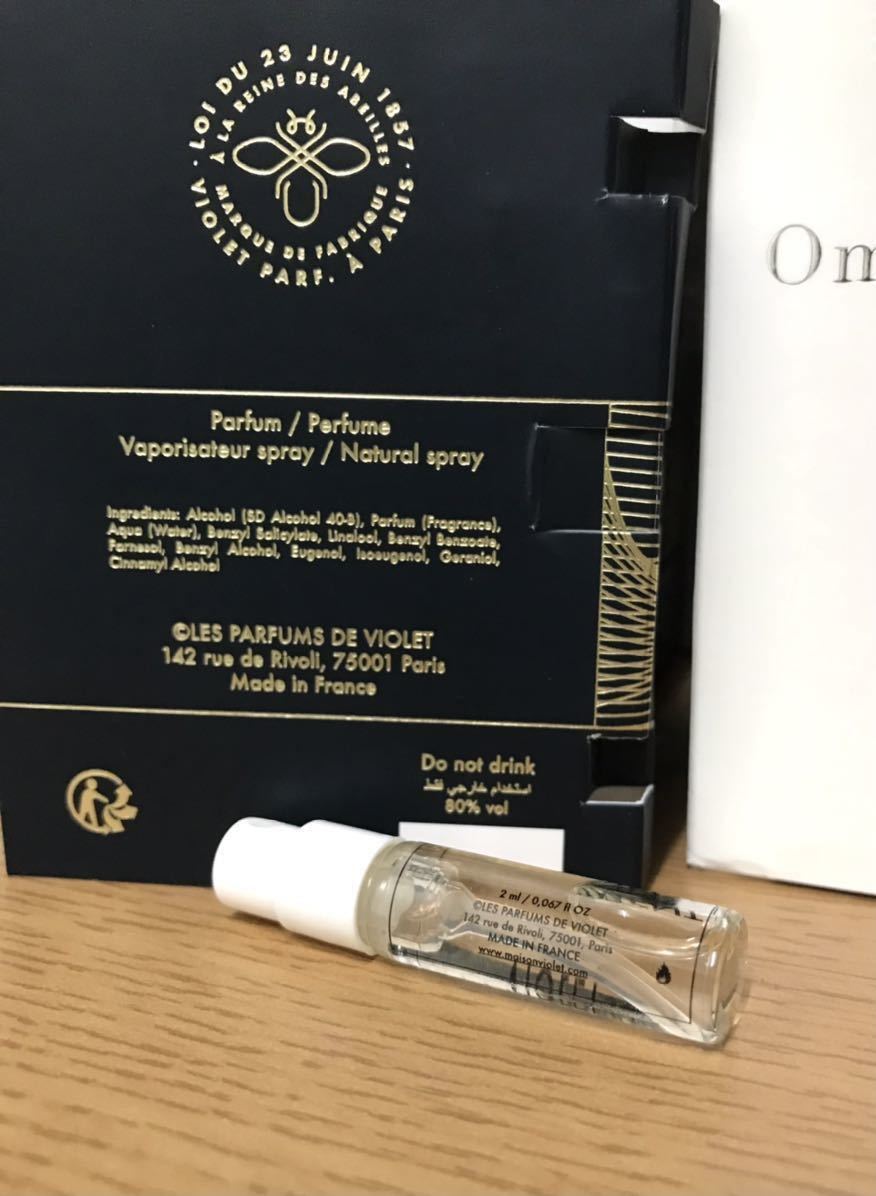 · LOI DU 23 JUIN 1857 ·
À LA REINE DES ABEILLES
MARQUE DE FABRIQUE
VIOLET PARF. À PARIS
Om
Parfum / Perfume
Vaporisateur spray / Natural spray
Ingredients: Alcohol (SD Alcohol 40-B), Parfum (Fragrance),
Aqua (Water), Benzyl Salicylate, Linalool, Benzyl Benzoate,
Farnesol, Benzyl Alcohol, Eugenol, Isoeugenol, Geraniol,
Cinnamyl Alcohol
©LES PARFUMS DE VIOLET
142 rue de Rivoli, 75001 Paris
Made in France
Do not drink
استخدام خارجي فقط
80% vol
2 ml / 0,067 fl OZ
©LES PARFUMS DE VIOLET
142 rue de Rivoli, 75001, Paris
MADE IN FRANCE
www.maisonviolet.com